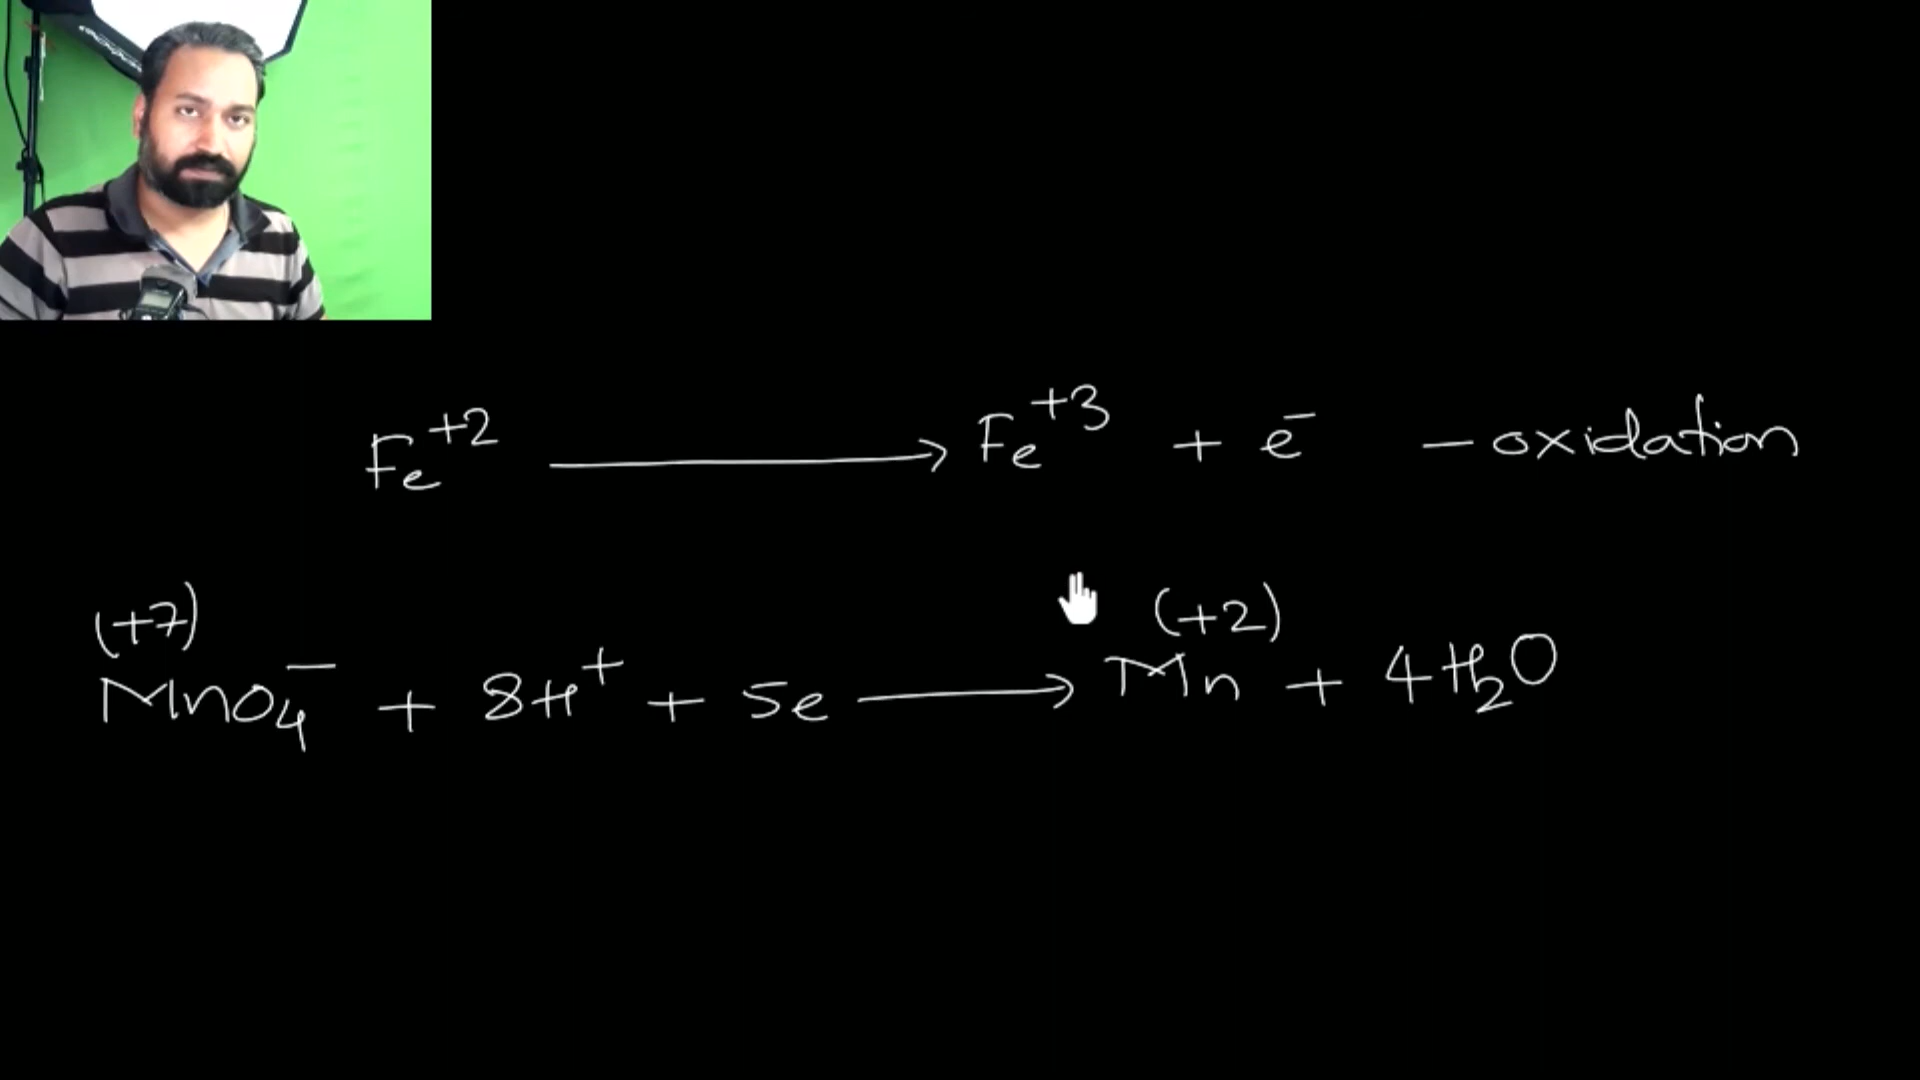 Fe⁺² ⟶ Fe⁺³ + e⁻ – oxidation
(+7) (+2)
MnO₄⁻ + 8H⁺ + 5e ⟶ Mn + 4H₂O